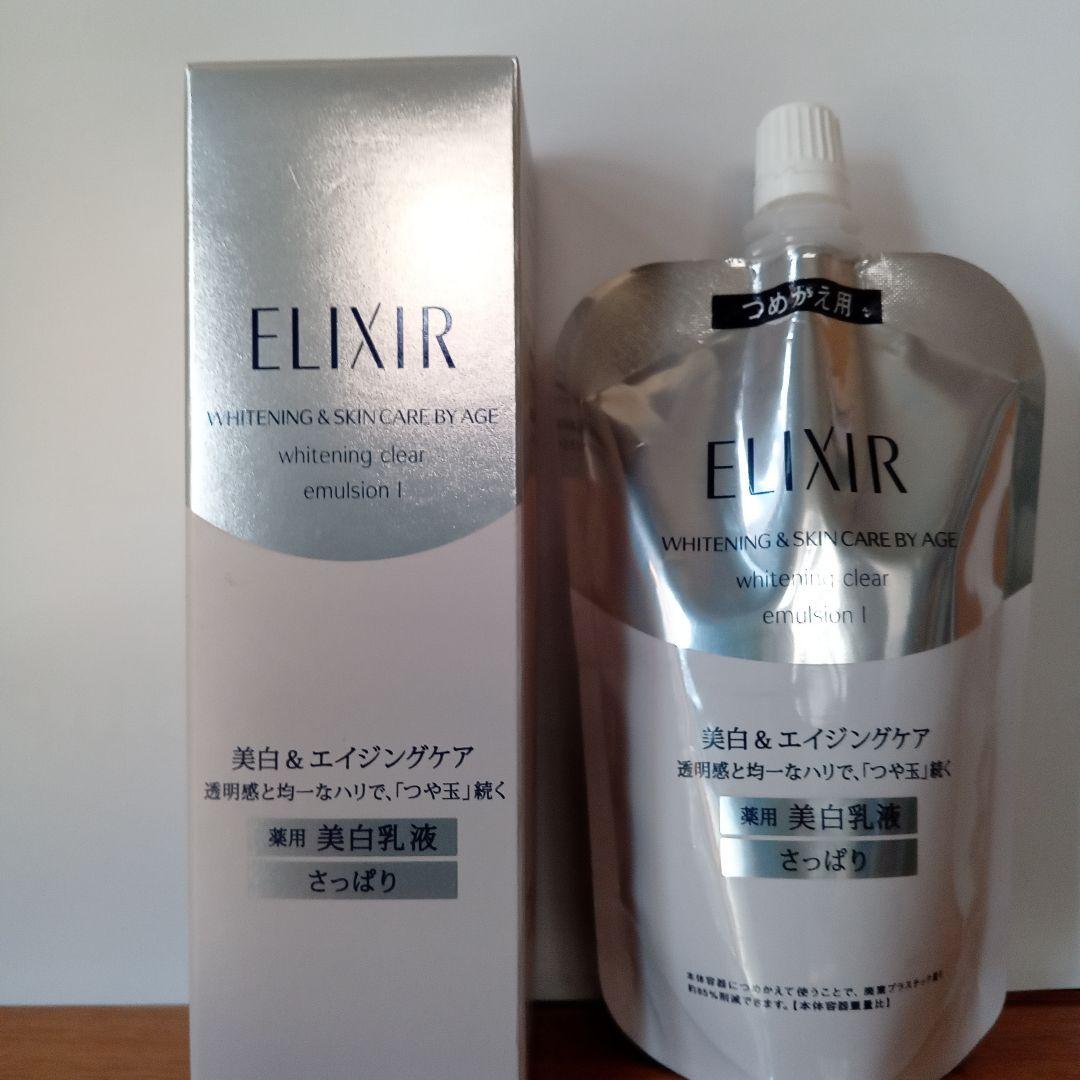 ELIXIR
WHITENING & SKIN CARE BY AGE
whitening clear
emulsion I
美白&エイジングケア
透明感と均一なハリで、「つや玉」続く
薬用 美白乳液
さっぱり
つめかえ用
ELIXIR
WHITENING & SKIN CARE BY AGE
whitening clear
emulsion I
美白&エイジングケア
透明感と均一なハリで、「つや玉」続く
薬用 美白乳液
さっぱり
本体容器につめかえて使うことで、廃棄プラスチック量を
約85%削減できます。【本体容器重量比】